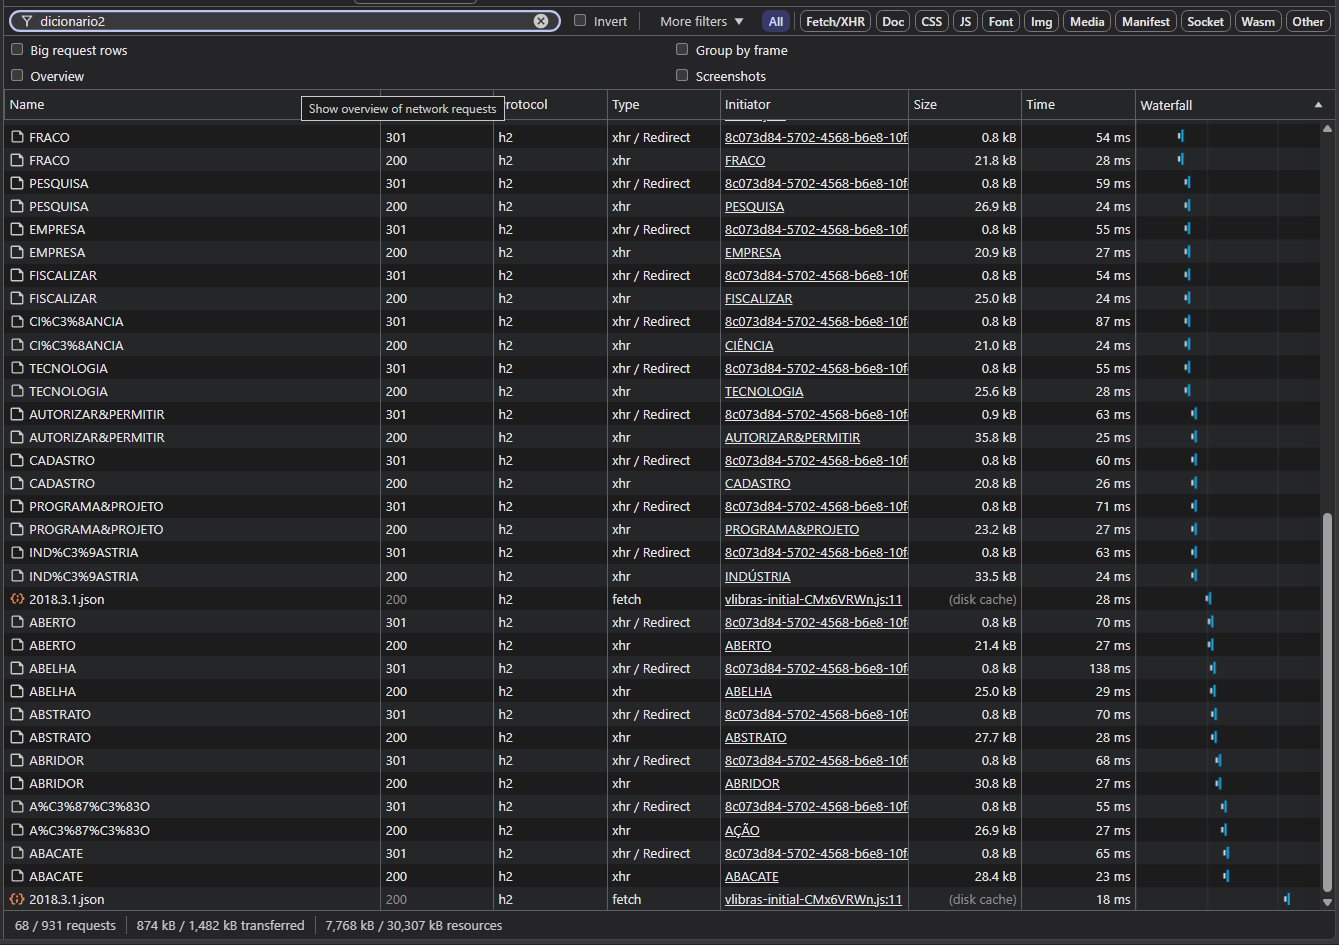 dicionario2 Invert More filters All Fetch/XHR Doc CSS JS Font Img Media Manifest Socket Wasm Other
Big request rows Group by frame
Overview Screenshots
Name Show overview of network requests rotocol Type Initiator Size Time Waterfall
FRACO 301 h2 xhr / Redirect 8c073d84-5702-4568-b6e8-10f 0.8 kB 54 ms
FRACO 200 h2 xhr FRACO 21.8 kB 28 ms
PESQUISA 301 h2 xhr / Redirect 8c073d84-5702-4568-b6e8-10f 0.8 kB 59 ms
PESQUISA 200 h2 xhr PESQUISA 26.9 kB 24 ms
EMPRESA 301 h2 xhr / Redirect 8c073d84-5702-4568-b6e8-10f 0.8 kB 55 ms
EMPRESA 200 h2 xhr EMPRESA 20.9 kB 27 ms
FISCALIZAR 301 h2 xhr / Redirect 8c073d84-5702-4568-b6e8-10f 0.8 kB 54 ms
FISCALIZAR 200 h2 xhr FISCALIZAR 25.0 kB 24 ms
CI%C3%8ANCIA 301 h2 xhr / Redirect 8c073d84-5702-4568-b6e8-10f 0.8 kB 87 ms
CI%C3%8ANCIA 200 h2 xhr CIÊNCIA 21.0 kB 24 ms
TECNOLOGIA 301 h2 xhr / Redirect 8c073d84-5702-4568-b6e8-10f 0.8 kB 55 ms
TECNOLOGIA 200 h2 xhr TECNOLOGIA 25.6 kB 28 ms
AUTORIZAR&PERMITIR 301 h2 xhr / Redirect 8c073d84-5702-4568-b6e8-10f 0.9 kB 63 ms
AUTORIZAR&PERMITIR 200 h2 xhr AUTORIZAR&PERMITIR 35.8 kB 25 ms
CADASTRO 301 h2 xhr / Redirect 8c073d84-5702-4568-b6e8-10f 0.8 kB 60 ms
CADASTRO 200 h2 xhr CADASTRO 20.8 kB 26 ms
PROGRAMA&PROJETO 301 h2 xhr / Redirect 8c073d84-5702-4568-b6e8-10f 0.8 kB 71 ms
PROGRAMA&PROJETO 200 h2 xhr PROGRAMA&PROJETO 23.2 kB 27 ms
IND%C3%9ASTRIA 301 h2 xhr / Redirect 8c073d84-5702-4568-b6e8-10f 0.8 kB 63 ms
IND%C3%9ASTRIA 200 h2 xhr INDÚSTRIA 33.5 kB 24 ms
2018.3.1.json 200 h2 fetch vlibras-initial-CMx6VRWn.js:11 (disk cache) 28 ms
ABERTO 301 h2 xhr / Redirect 8c073d84-5702-4568-b6e8-10f 0.8 kB 70 ms
ABERTO 200 h2 xhr ABERTO 21.4 kB 27 ms
ABELHA 301 h2 xhr / Redirect 8c073d84-5702-4568-b6e8-10f 0.8 kB 138 ms
ABELHA 200 h2 xhr ABELHA 25.0 kB 29 ms
ABSTRATO 301 h2 xhr / Redirect 8c073d84-5702-4568-b6e8-10f 0.8 kB 70 ms
ABSTRATO 200 h2 xhr ABSTRATO 27.7 kB 28 ms
ABRIDOR 301 h2 xhr / Redirect 8c073d84-5702-4568-b6e8-10f 0.8 kB 68 ms
ABRIDOR 200 h2 xhr ABRIDOR 30.8 kB 27 ms
A%C3%87%C3%83O 301 h2 xhr / Redirect 8c073d84-5702-4568-b6e8-10f 0.8 kB 55 ms
A%C3%87%C3%83O 200 h2 xhr AÇÃO 26.9 kB 27 ms
ABACATE 301 h2 xhr / Redirect 8c073d84-5702-4568-b6e8-10f 0.8 kB 65 ms
ABACATE 200 h2 xhr ABACATE 28.4 kB 23 ms
2018.3.1.json 200 h2 fetch vlibras-initial-CMx6VRWn.js:11 (disk cache) 18 ms
68 / 931 requests 874 kB / 1,482 kB transferred 7,768 kB / 30,307 kB resources